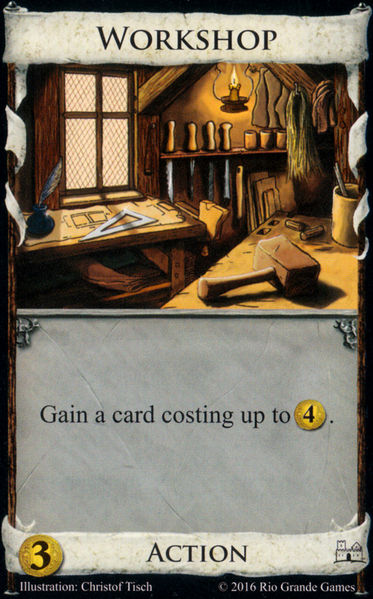 WORKSHOP
Gain a card costing up to 4.
3
ACTION
Illustration: Christof Tisch © 2016 Rio Grande Games